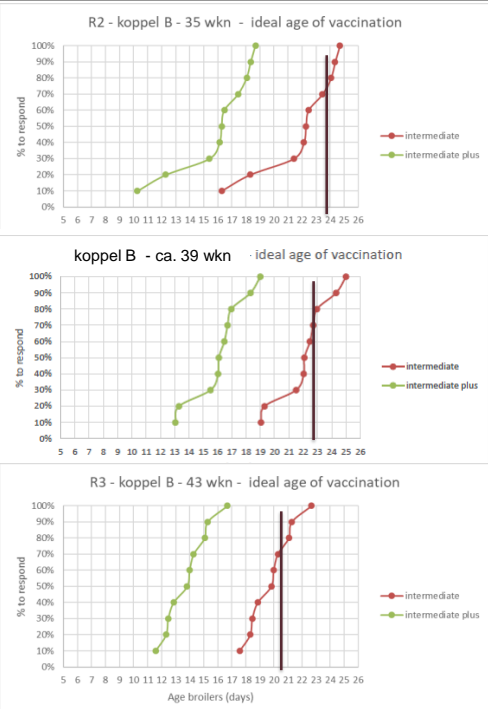 R2 - koppel B - 35 wkn - ideal age of vaccination
100%
90%
80%
70%
60%
50%
40%
30%
20%
10%
0%
% to respond
5 6 7 8 9 10 11 12 13 14 15 16 17 18 19 20 21 22 23 24 25 26
intermediate
intermediate plus
koppel B - ca. 39 wkn - ideal age of vaccination
100%
90%
80%
70%
60%
50%
40%
30%
20%
10%
0%
% to respond
5 6 7 8 9 10 11 12 13 14 15 16 17 18 19 20 21 22 23 24 25 26
intermediate
intermediate plus
R3 - koppel B - 43 wkn - ideal age of vaccination
100%
90%
80%
70%
60%
50%
40%
30%
20%
10%
0%
% to respond
5 6 7 8 9 10 11 12 13 14 15 16 17 18 19 20 21 22 23 24 25 26
Age broilers (days)
intermediate
intermediate plus